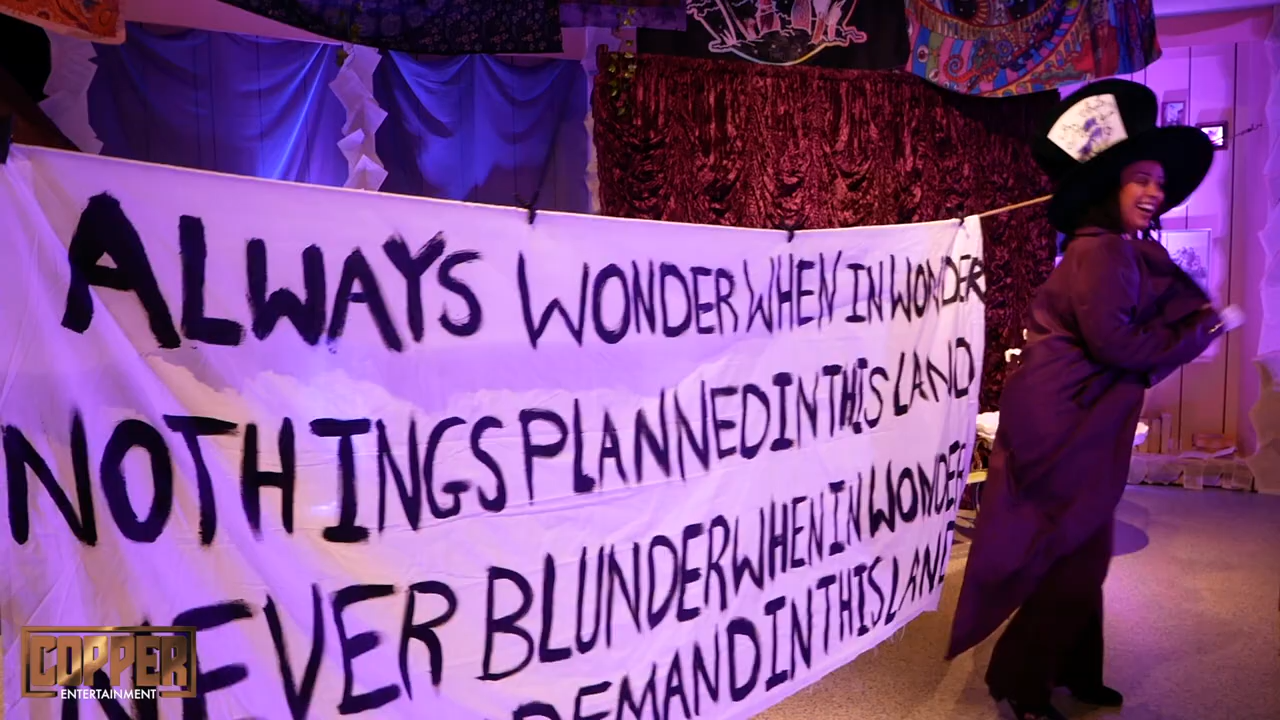 ALWAYS WONDER WHEN IN WONDER
NOTHINGS PLANNED IN THIS LAND
NEVER BLUNDER WHEN IN WONDER
DEMAND IN THIS LAND
COPPER
ENTERTAINMENT